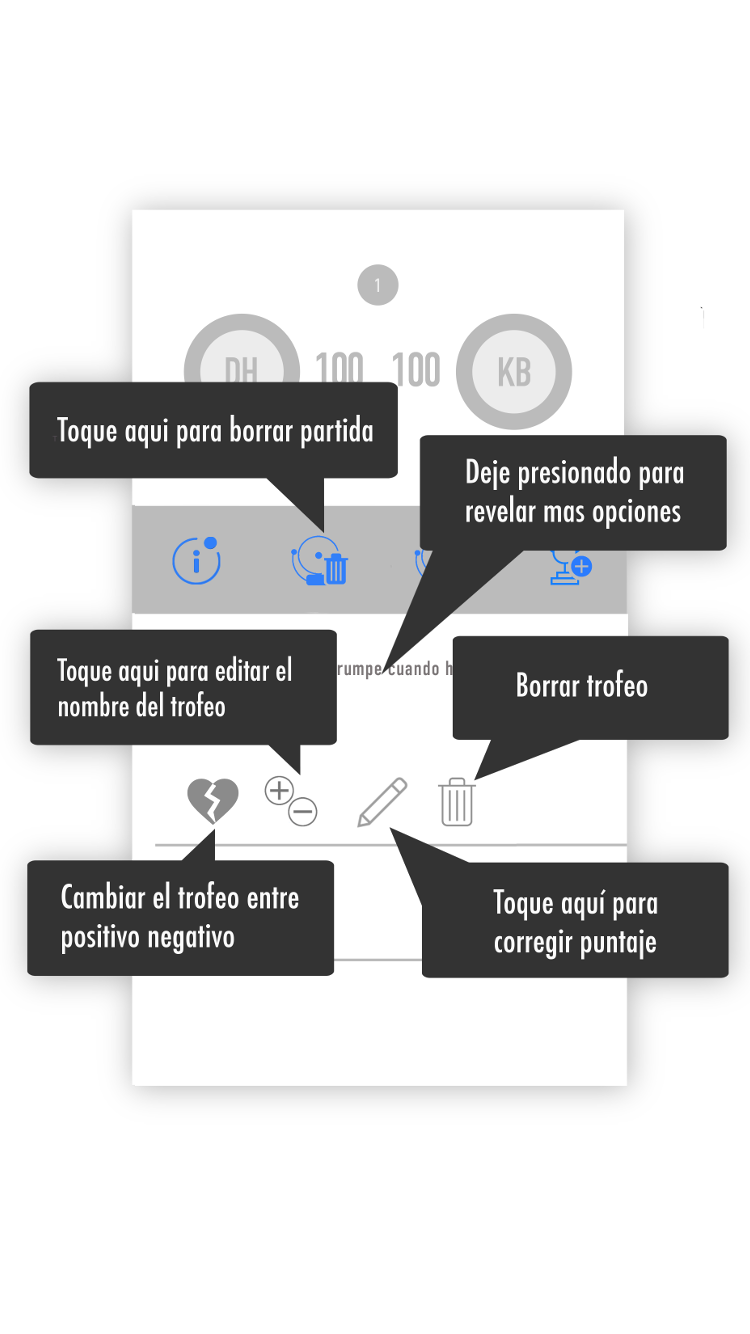 1
DH 100 100 KB
Toque aqui para borrar partida
Deje presionado para
revelar mas opciones
Toque aqui para editar el
nombre del trofeo
cuando
Borrar trofeo
Cambiar el trofeo entre
positivo negativo
Toque aquí para
corregir puntaje